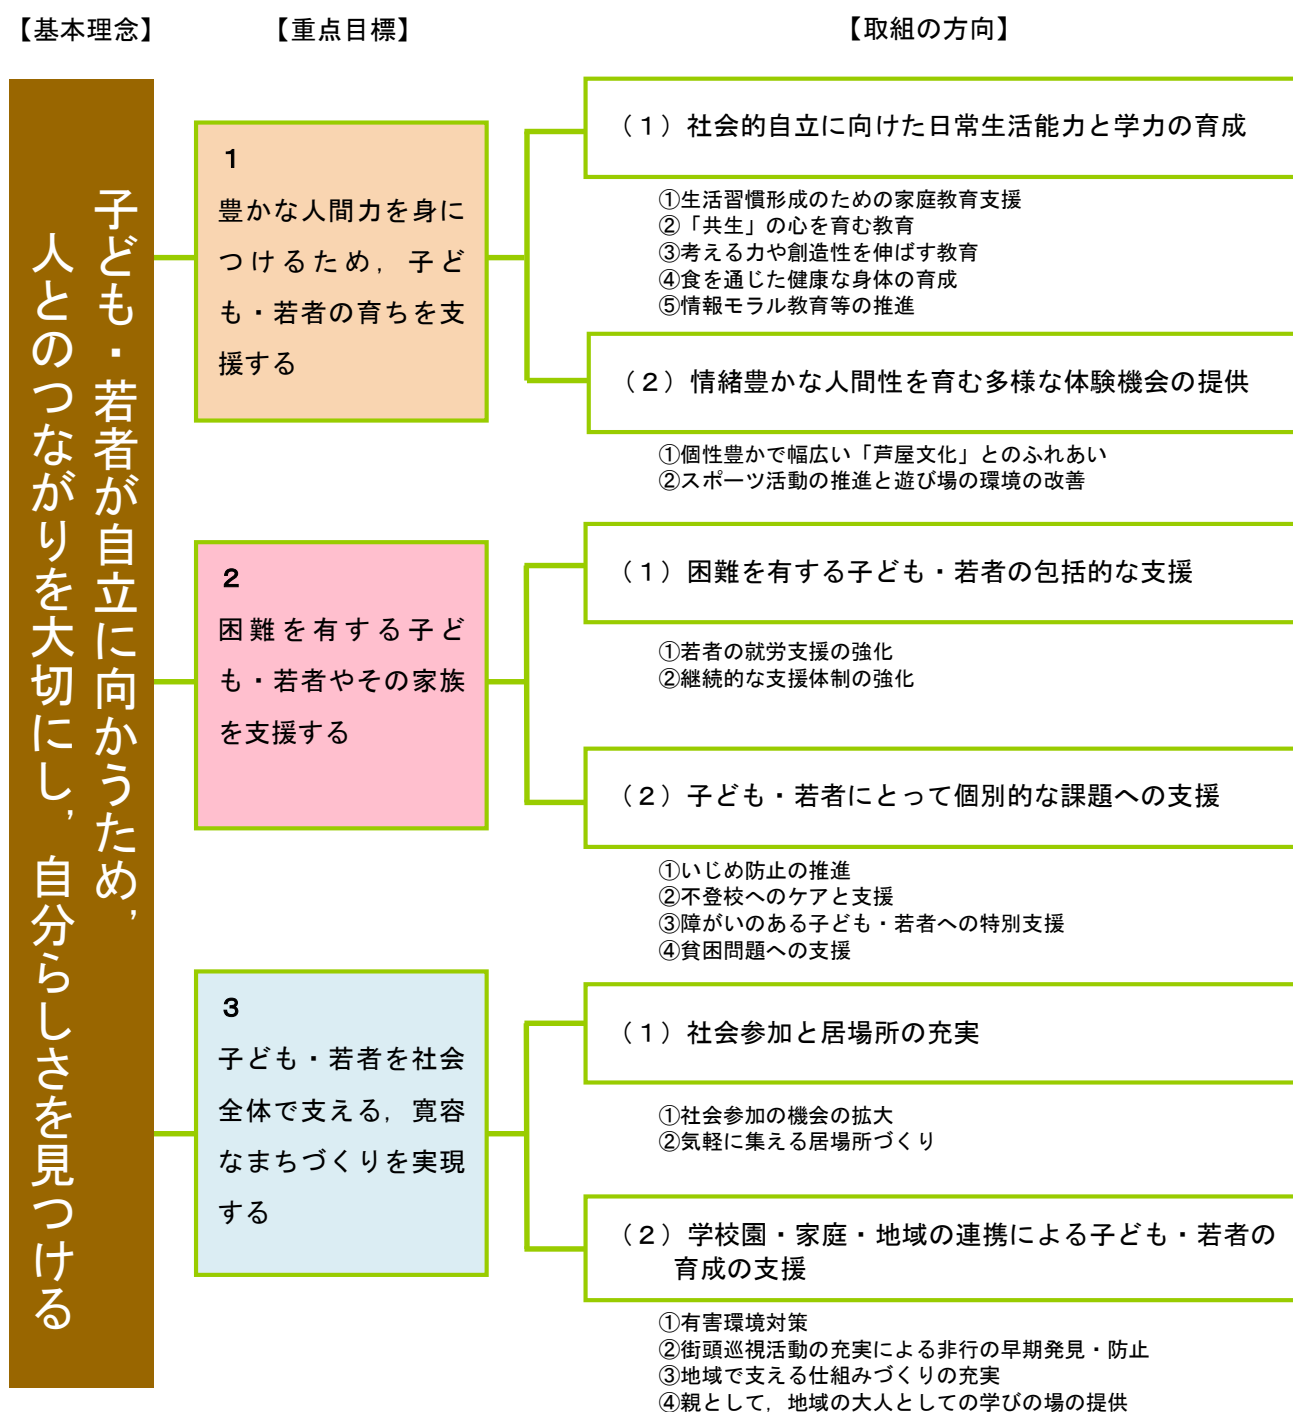 【基本理念】
【重点目標】
【取組の方向】
子ども・若者が自立に向かうため，
人とのつながりを大切にし，自分らしさを見つける
1
豊かな人間力を身に
つけるため，子ど
も・若者の育ちを支
援する
（１）社会的自立に向けた日常生活能力と学力の育成
①生活習慣形成のための家庭教育支援
②「共生」の心を育む教育
③考える力や創造性を伸ばす教育
④食を通じた健康な身体の育成
⑤情報モラル教育等の推進
（２）情緒豊かな人間性を育む多様な体験機会の提供
①個性豊かで幅広い「芦屋文化」とのふれあい
②スポーツ活動の推進と遊び場の環境の改善
2
困難を有する子ど
も・若者やその家族
を支援する
（１）困難を有する子ども・若者の包括的な支援
①若者の就労支援の強化
②継続的な支援体制の強化
（２）子ども・若者にとって個別的な課題への支援
①いじめ防止の推進
②不登校へのケアと支援
③障がいのある子ども・若者への特別支援
④貧困問題への支援
3
子ども・若者を社会
全体で支える，寛容
なまちづくりを実現
する
（１）社会参加と居場所の充実
①社会参加の機会の拡大
②気軽に集える居場所づくり
（２）学校園・家庭・地域の連携による子ども・若者の
育成の支援
①有害環境対策
②街頭巡視活動の充実による非行の早期発見・防止
③地域で支える仕組みづくりの充実
④親として，地域の大人としての学びの場の提供